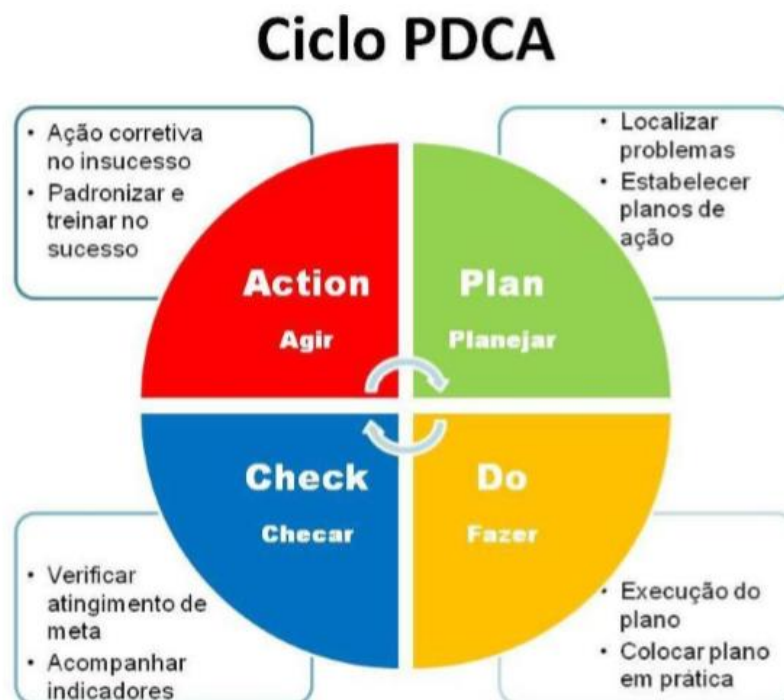 Ciclo PDCA
• Ação corretiva
no insucesso
• Padronizar e
treinar no
sucesso
• Localizar
problemas
• Estabelecer
planos de
ação
Action
Agir
Plan
Planejar
Check
Checar
Do
Fazer
• Verificar
atingimento de
meta
• Acompanhar
indicadores
• Execução do
plano
• Colocar plano
em prática